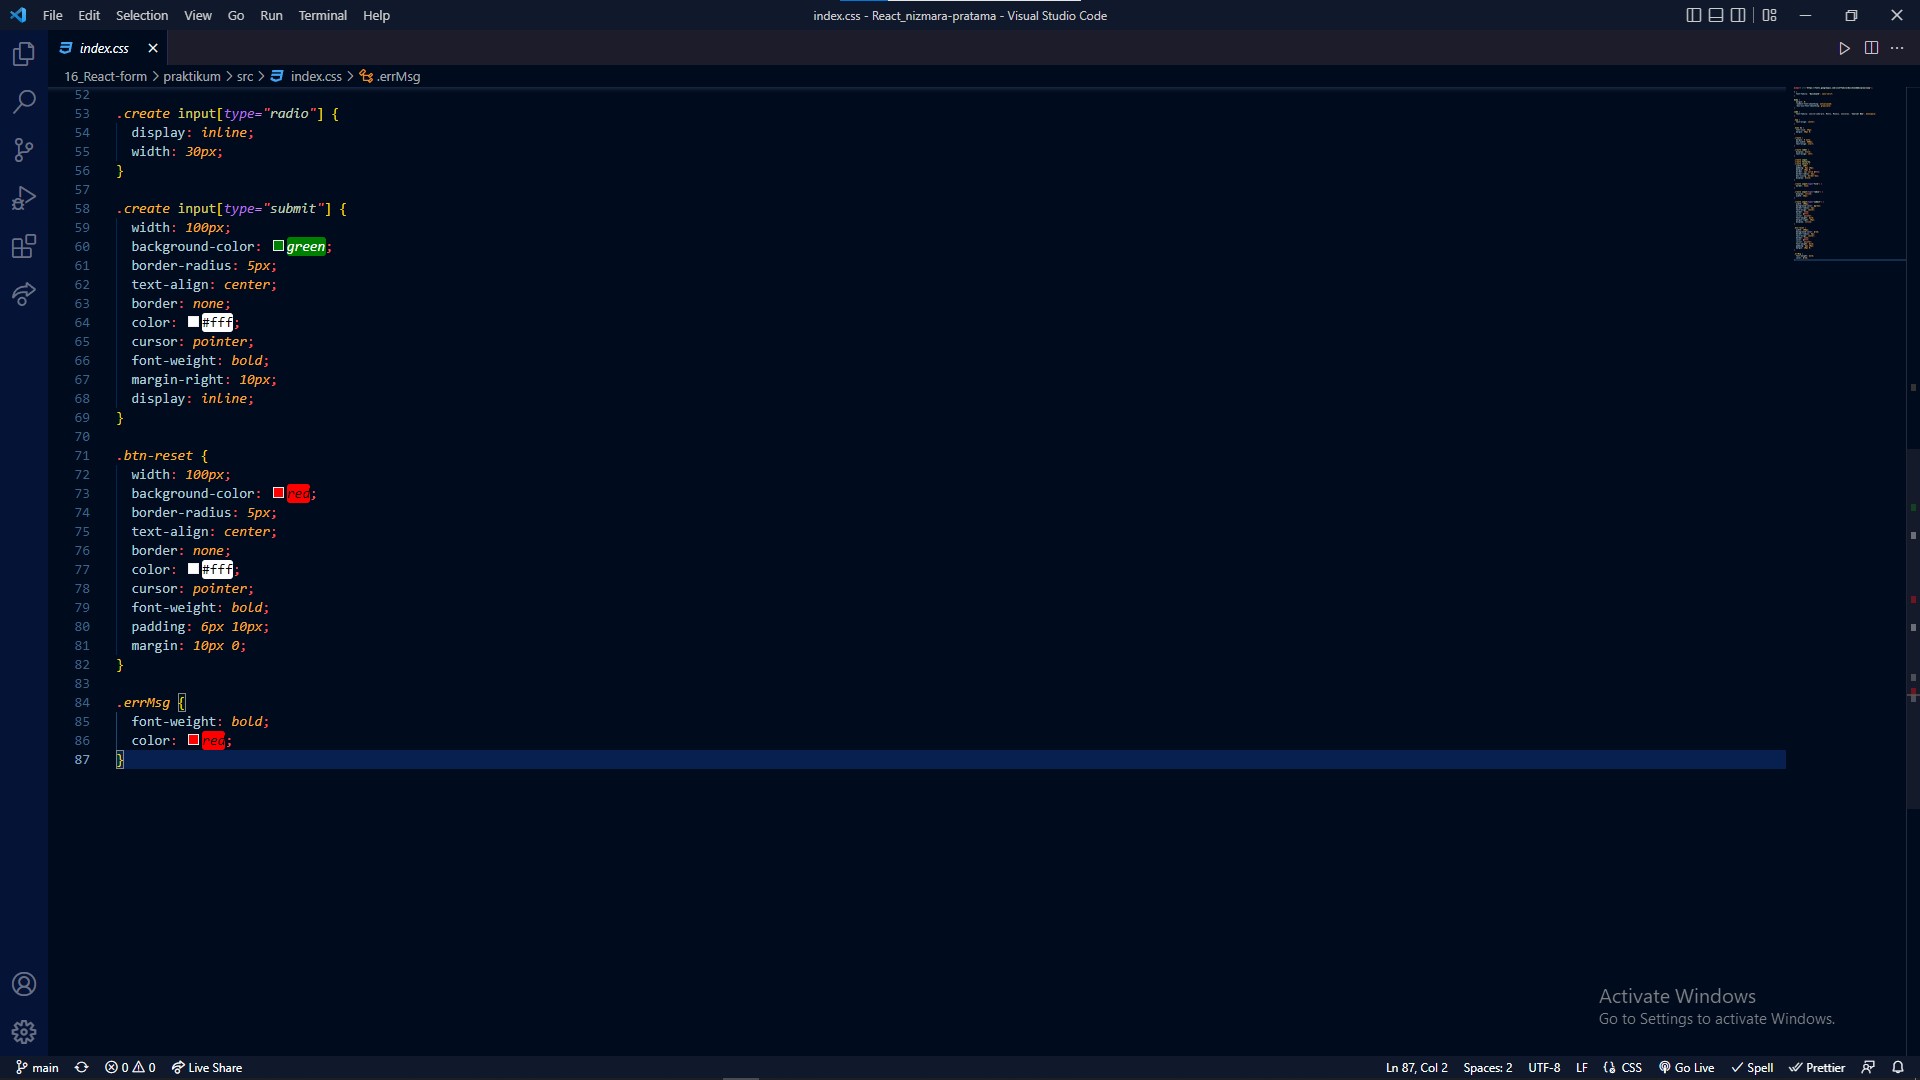 File Edit Selection View Go Run Terminal Help
index.css - React_nizmara-pratama - Visual Studio Code
index.css
16_React-form > praktikum > src > index.css > .errMsg
52
53 .create input[type="radio"] {
54 display: inline;
55 width: 30px;
56 }
57
58 .create input[type="submit"] {
59 width: 100px;
60 background-color: green;
61 border-radius: 5px;
62 text-align: center;
63 border: none;
64 color: #fff;
65 cursor: pointer;
66 font-weight: bold;
67 margin-right: 10px;
68 display: inline;
69 }
70
71 .btn-reset {
72 width: 100px;
73 background-color: red;
74 border-radius: 5px;
75 text-align: center;
76 border: none;
77 color: #fff;
78 cursor: pointer;
79 font-weight: bold;
80 padding: 6px 10px;
81 margin: 10px 0;
82 }
83
84 .errMsg {
85 font-weight: bold;
86 color: red;
87 }
Activate Windows
Go to Settings to activate Windows.
main 0 0 Live Share Ln 87, Col 2 Spaces: 2 UTF-8 LF CSS Go Live Spell Prettier